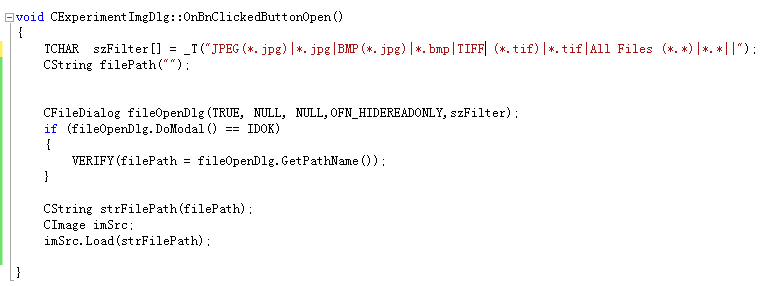 void CExperimentImgDlg::OnBnClickedButtonOpen()
{
TCHAR szFilter[] = _T("JPEG(*.jpg)|*.jpg|BMP(*.jpg)|*.bmp|TIFF (*.tif)|*.tif|All Files (*.*)|*.*||");
CString filePath("");
CFileDialog fileOpenDlg(TRUE, NULL, NULL,OFN_HIDEREADONLY,szFilter);
if (fileOpenDlg.DoModal() == IDOK)
{
VERIFY(filePath = fileOpenDlg.GetPathName());
}
CString strFilePath(filePath);
CImage imSrc;
imSrc.Load(strFilePath);
}